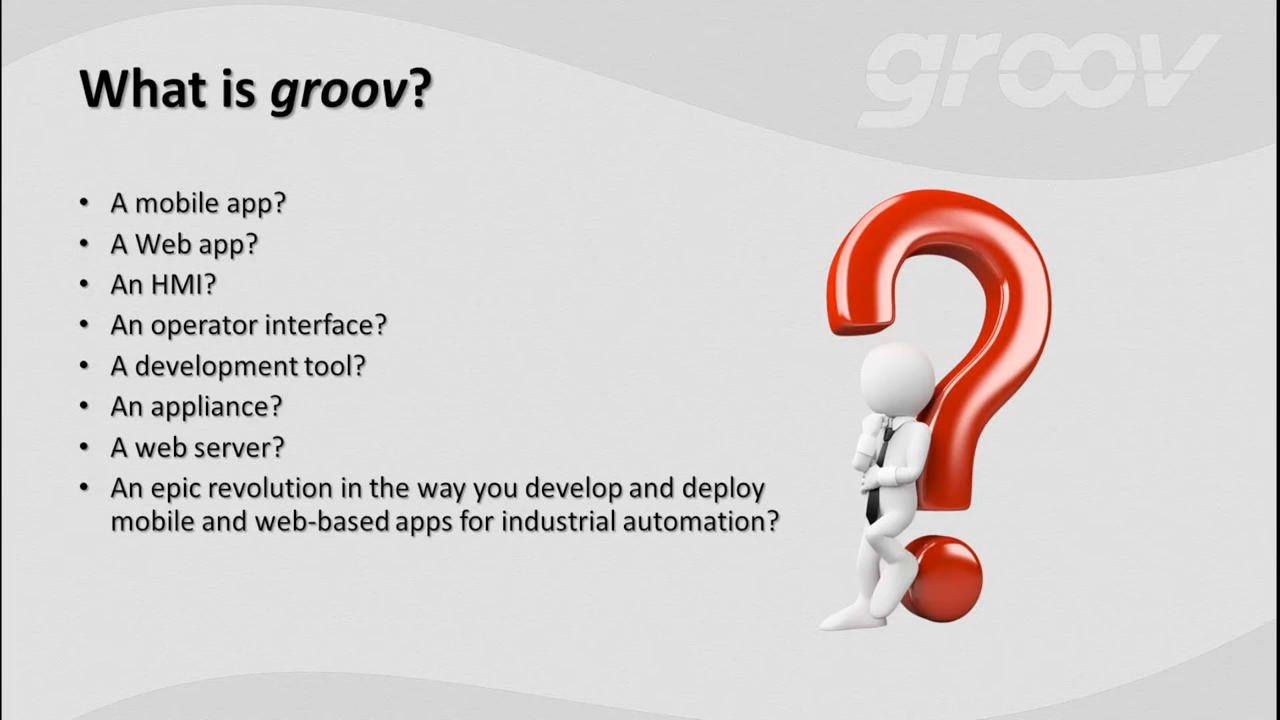 groov
What is groov?
• A mobile app?
• A Web app?
• An HMI?
• An operator interface?
• A development tool?
• An appliance?
• A web server?
• An epic revolution in the way you develop and deploy
mobile and web-based apps for industrial automation?